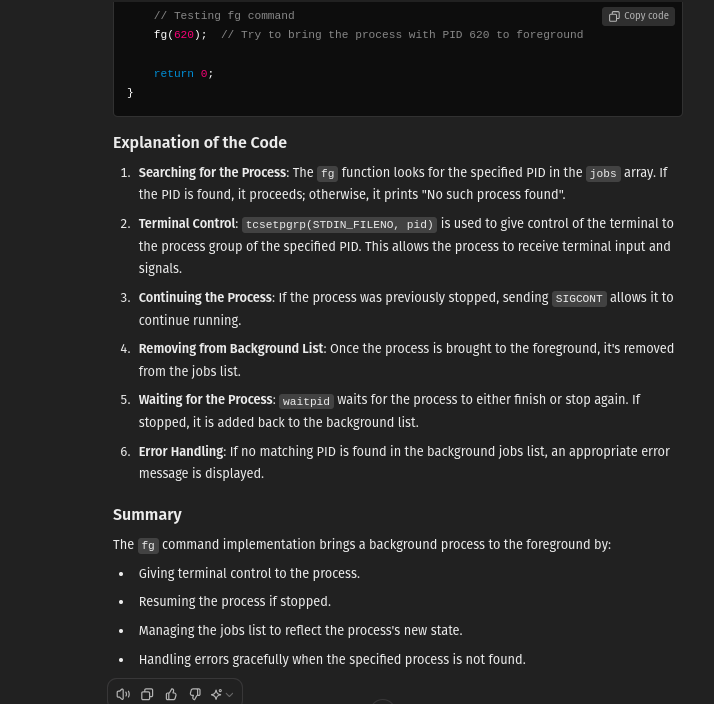 // Testing fg command
Copy code
fg(620);  // Try to bring the process with PID 620 to foreground
return 0;
}
Explanation of the Code
1. Searching for the Process: The fg function looks for the specified PID in the jobs array. If
the PID is found, it proceeds; otherwise, it prints "No such process found".
2. Terminal Control: tcsetpgrp(STDIN_FILENO, pid) is used to give control of the terminal to
the process group of the specified PID. This allows the process to receive terminal input and
signals.
3. Continuing the Process: If the process was previously stopped, sending SIGCONT allows it to
continue running.
4. Removing from Background List: Once the process is brought to the foreground, it's removed
from the jobs list.
5. Waiting for the Process: waitpid waits for the process to either finish or stop again. If
stopped, it is added back to the background list.
6. Error Handling: If no matching PID is found in the background jobs list, an appropriate error
message is displayed.
Summary
The fg command implementation brings a background process to the foreground by:
• Giving terminal control to the process.
• Resuming the process if stopped.
• Managing the jobs list to reflect the process's new state.
• Handling errors gracefully when the specified process is not found.